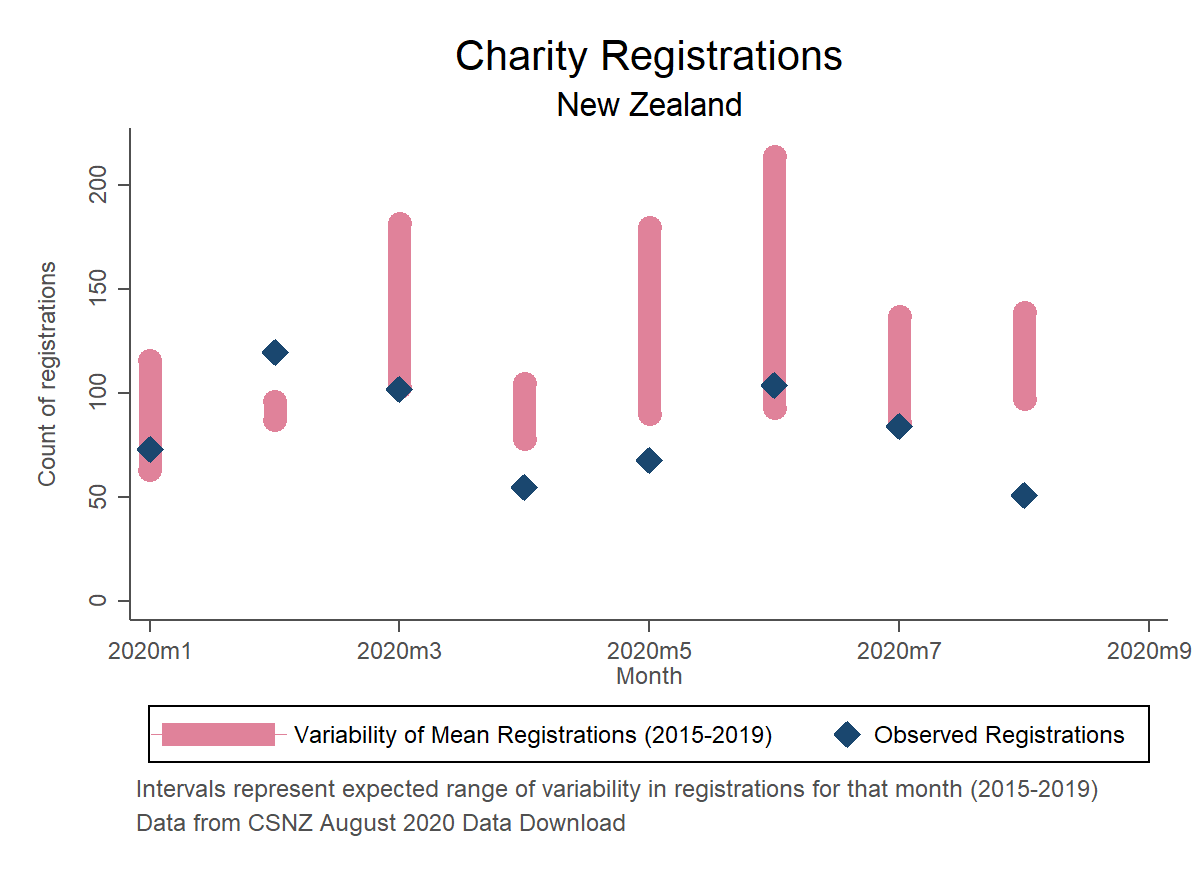 Charity Registrations
New Zealand
Count of registrations
200
150
100
50
0
2020m1 2020m3 2020m5 2020m7 2020m9
Month
Variability of Mean Registrations (2015-2019) Observed Registrations
Intervals represent expected range of variability in registrations for that month (2015-2019)
Data from CSNZ August 2020 Data Download